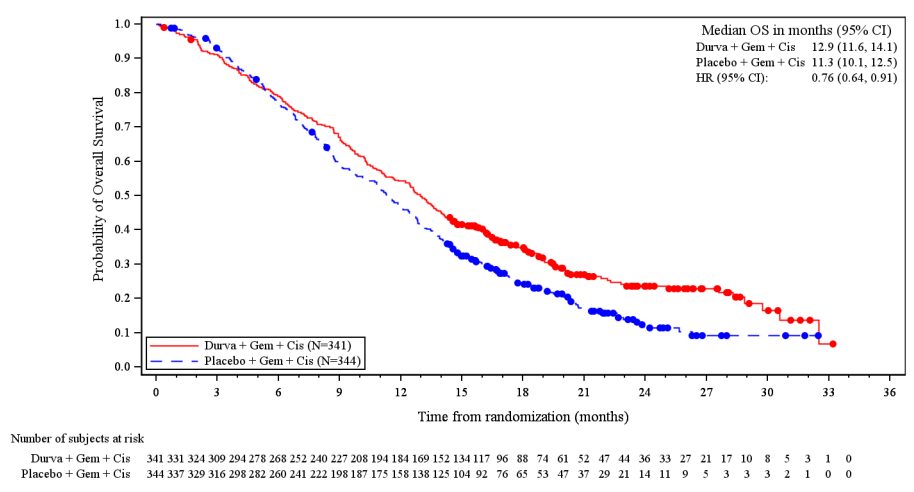 Median OS in months (95% CI)
Durva + Gem + Cis 12.9 (11.6, 14.1)
Placebo + Gem + Cis 11.3 (10.1, 12.5)
HR (95% CI): 0.76 (0.64, 0.91)
Probability of Overall Survival
1.0
0.9
0.8
0.7
0.6
0.5
0.4
0.3
0.2
0.1
0.0
Durva + Gem + Cis (N=341)
Placebo + Gem + Cis (N=344)
0 3 6 9 12 15 18 21 24 27 30 33 36
Time from randomization (months)
Number of subjects at risk
Durva + Gem + Cis 341 331 324 309 294 278 268 252 240 227 208 194 184 169 152 134 117 96 88 74 61 52 47 44 36 33 27 21 17 10 8 5 3 1 0
Placebo + Gem + Cis 344 337 329 316 298 282 260 241 222 198 187 175 158 138 125 104 92 76 65 53 47 37 29 21 14 11 9 5 3 3 3 2 1 0 0